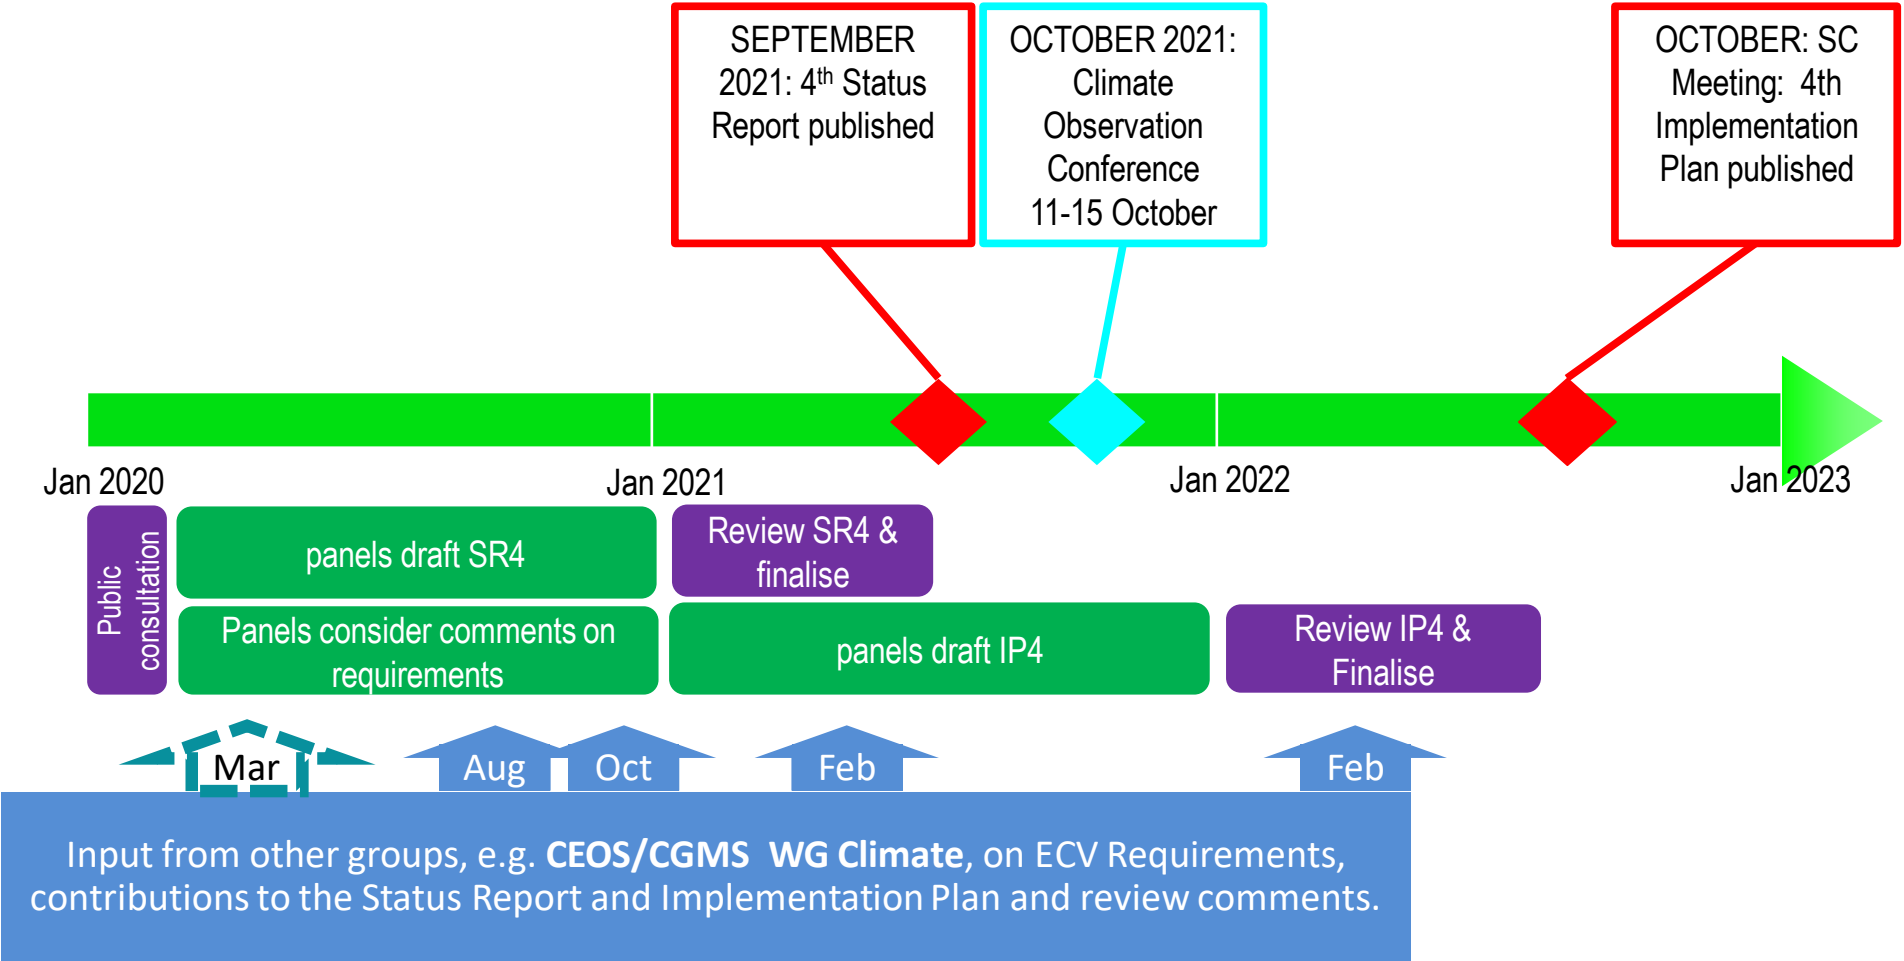 SEPTEMBER
2021: 4th Status
Report published
OCTOBER 2021:
Climate
Observation
Conference
11-15 October
OCTOBER: SC
Meeting: 4th
Implementation
Plan published
Jan 2020
Jan 2021
Jan 2022
Jan 2023
Public
consultation
panels draft SR4
Review SR4 &
finalise
Panels consider comments on
requirements
panels draft IP4
Review IP4 &
Finalise
Mar
Aug
Oct
Feb
Feb
Input from other groups, e.g. CEOS/CGMS WG Climate, on ECV Requirements,
contributions to the Status Report and Implementation Plan and review comments.